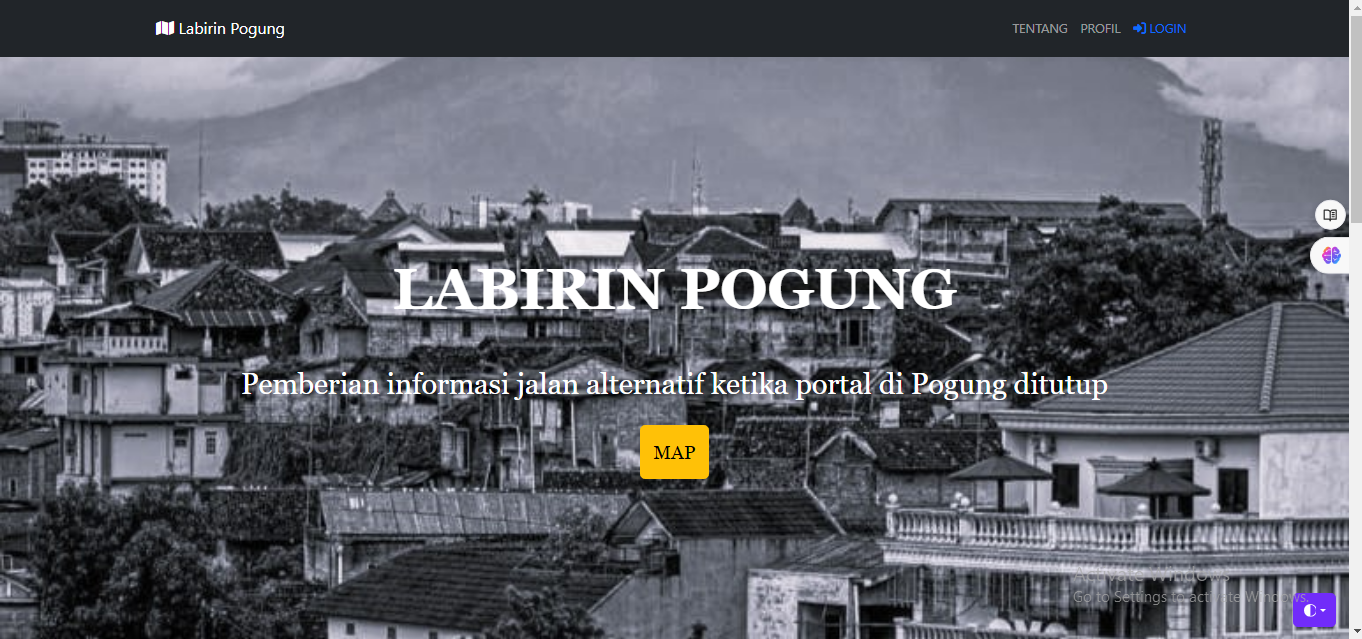 Labirin Pogung
TENTANG PROFIL LOGIN
LABIRIN POGUNG
Pemberian informasi jalan alternatif ketika portal di Pogung ditutup
MAP
Activate Windows
Go to Settings to activate Windows.